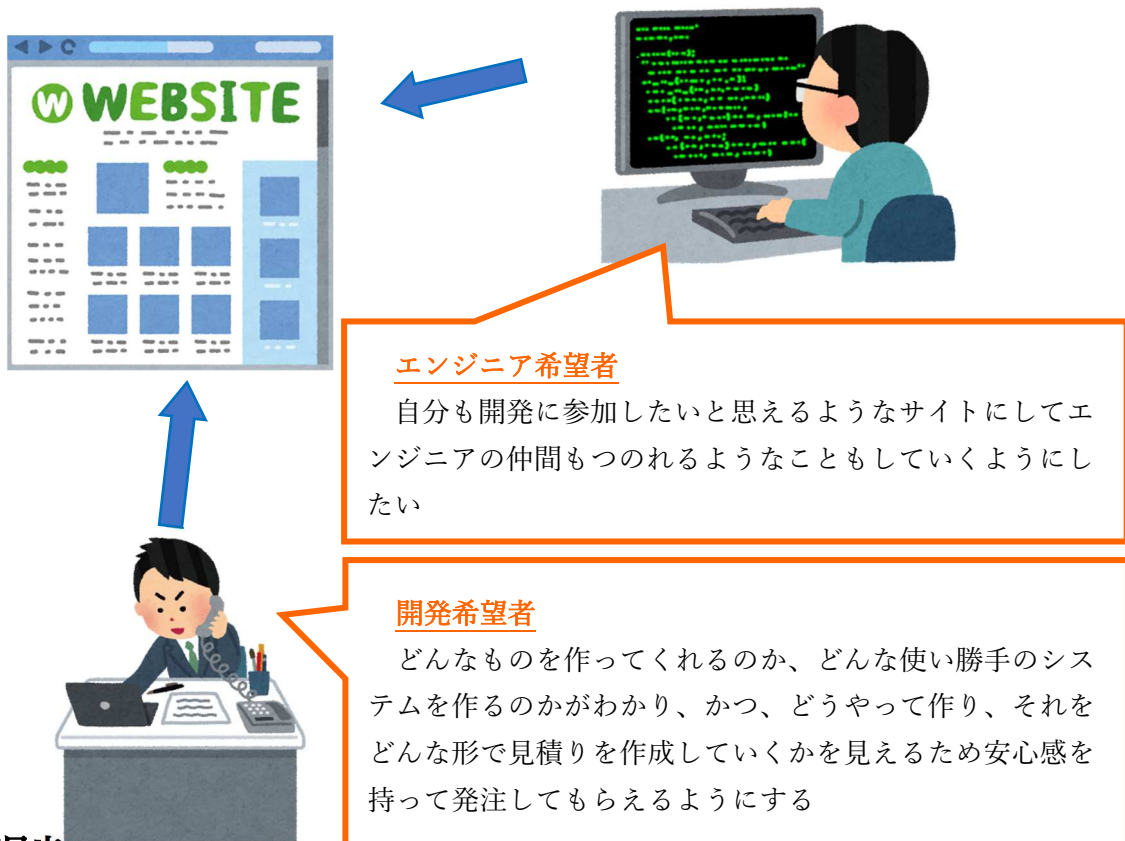 WEBSITE
エンジニア希望者
自分も開発に参加したいと思えるようなサイトにしてエ
ンジニアの仲間もつのれるようなこともしていくようにし
たい
開発希望者
どんなものを作ってくれるのか、どんな使い勝手のシス
テムを作るのかがわかり、かつ、どうやって作り、それを
どんな形で見積りを作成していくかを見えるため安心感を
持って発注してもらえるようにする